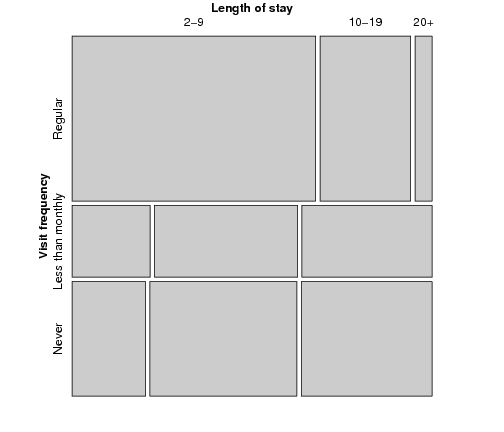 Length of stay
2–9 10–19 20+
Visit frequency
Regular
Less than monthly
Never